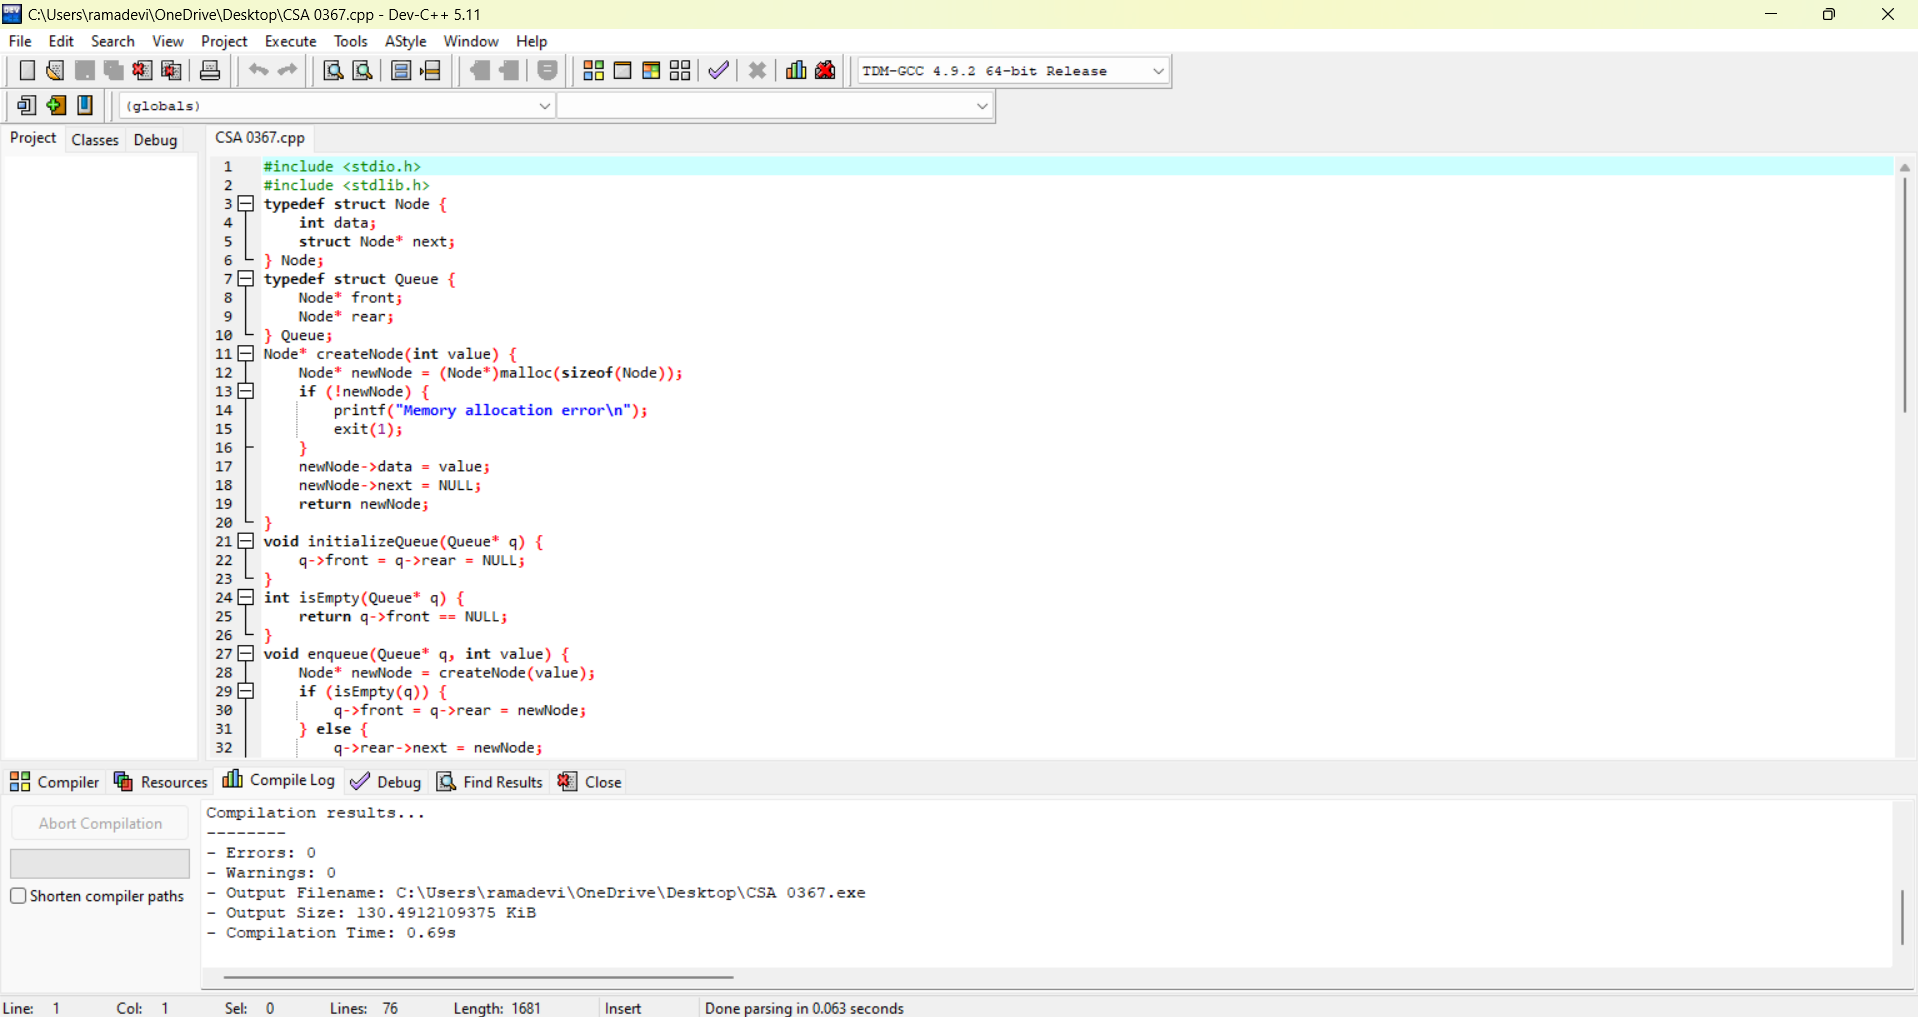 C:\Users\ramadevi\OneDrive\Desktop\CSA 0367.cpp - Dev-C++ 5.11
File Edit Search View Project Execute Tools AStyle Window Help
TDM-GCC 4.9.2 64-bit Release
(globals)
Project Classes Debug CSA 0367.cpp
1 #include <stdio.h>
2 #include <stdlib.h>
3 typedef struct Node {
4 int data;
5 struct Node* next;
6 } Node;
7 typedef struct Queue {
8 Node* front;
9 Node* rear;
10 } Queue;
11 Node* createNode(int value) {
12 Node* newNode = (Node*)malloc(sizeof(Node));
13 if (!newNode) {
14 printf("Memory allocation error\n");
15 exit(1);
16 }
17 newNode->data = value;
18 newNode->next = NULL;
19 return newNode;
20 }
21 void initializeQueue(Queue* q) {
22 q->front = q->rear = NULL;
23 }
24 int isEmpty(Queue* q) {
25 return q->front == NULL;
26 }
27 void enqueue(Queue* q, int value) {
28 Node* newNode = createNode(value);
29 if (isEmpty(q)) {
30 q->front = q->rear = newNode;
31 } else {
32 q->rear->next = newNode;
Compiler Resources Compile Log Debug Find Results Close
Abort Compilation
Shorten compiler paths
Compilation results...
--------
- Errors: 0
- Warnings: 0
- Output Filename: C:\Users\ramadevi\OneDrive\Desktop\CSA 0367.exe
- Output Size: 130.4912109375 KiB
- Compilation Time: 0.69s
Line: 1 Col: 1 Sel: 0 Lines: 76 Length: 1681 Insert Done parsing in 0.063 seconds